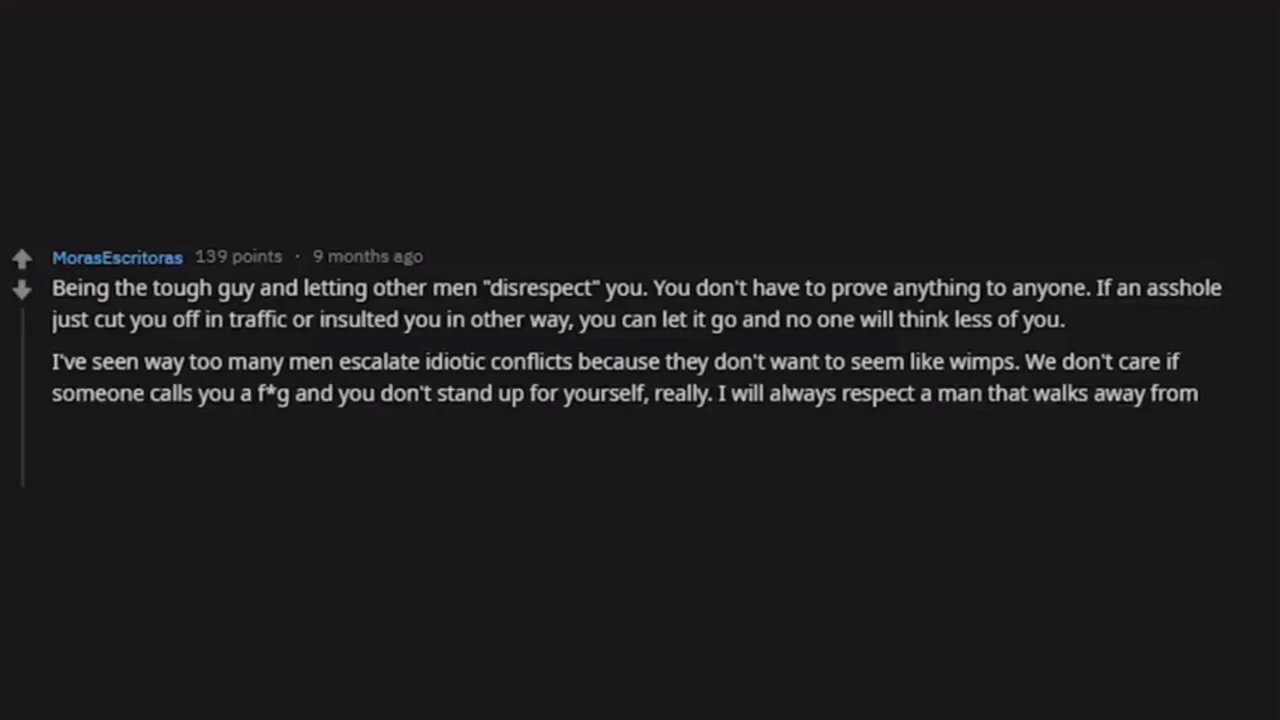 MorasEscritoras 139 points · 9 months ago
Being the tough guy and letting other men "disrespect" you. You don't have to prove anything to anyone. If an asshole
just cut you off in traffic or insulted you in other way, you can let it go and no one will think less of you.
I've seen way too many men escalate idiotic conflicts because they don't want to seem like wimps. We don't care if
someone calls you a f*g and you don't stand up for yourself, really. I will always respect a man that walks away from